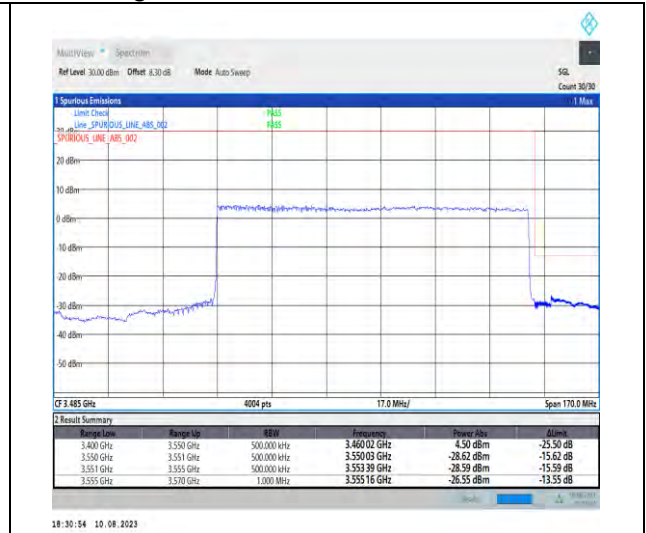 MultiView Spectrum
Ref Level 30.00 dBm Offset 8.30 dB Mode Auto Sweep SGL
Count 30/30
1 Spurious Emissions 1 Max
Limit Check PASS
Line _SPURIOUS_LINE_ABS_002 PASS
SPURIOUS_LINE_ABS_002
20 dBm
10 dBm
0 dBm
-10 dBm
-20 dBm
-30 dBm
-40 dBm
-50 dBm
CF 3.485 GHz 4004 pts 17.0 MHz/ Span 170.0 MHz
2 Result Summary
Range Low Range Up RBW Frequency Power Abs ΔLimit
3.400 GHz 3.550 GHz 500.000 kHz 3.460 02 GHz 4.50 dBm -25.50 dB
3.550 GHz 3.551 GHz 500.000 kHz 3.550 03 GHz -28.62 dBm -15.62 dB
3.551 GHz 3.555 GHz 500.000 kHz 3.553 39 GHz -28.59 dBm -15.59 dB
3.555 GHz 3.570 GHz 1.000 MHz 3.555 16 GHz -26.55 dBm -13.55 dB
18:30:54 10.08.2023